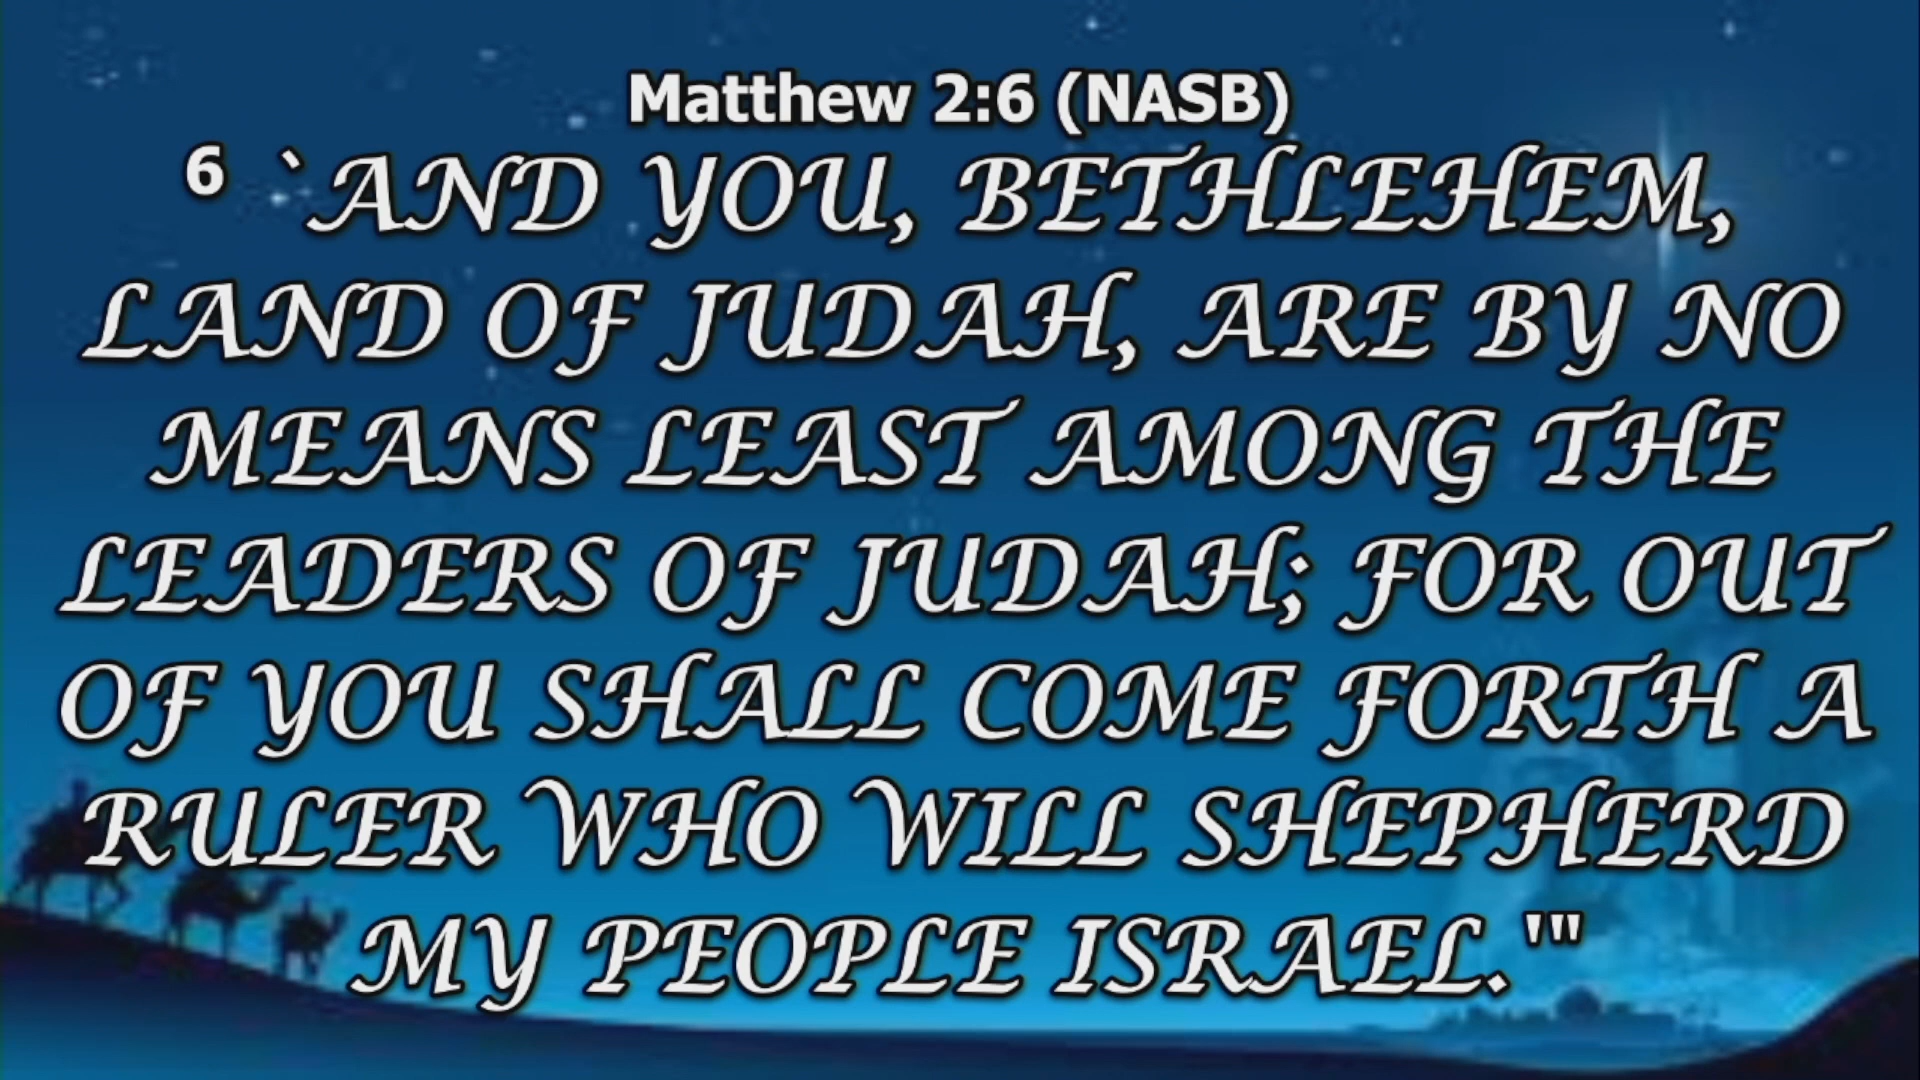 Matthew 2:6 (NASB)
6 `AND YOU, BETHLEHEM,
LAND OF JUDAH, ARE BY NO
MEANS LEAST AMONG THE
LEADERS OF JUDAH; FOR OUT
OF YOU SHALL COME FORTH A
RULER WHO WILL SHEPHERD
MY PEOPLE ISRAEL.'"